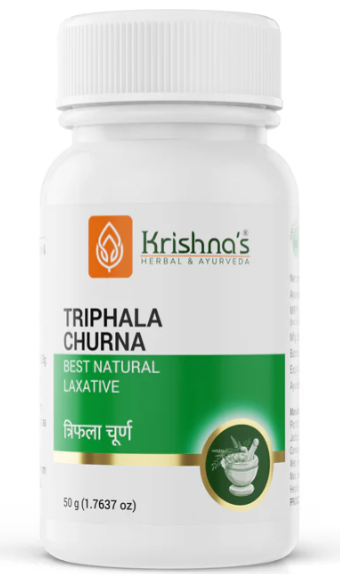 Krishna's®
HERBAL & AYURVEDA
TRIPHALA
CHURNA
BEST NATURAL
LAXATIVE
त्रिफला चूर्ण
50 g (1.7637 oz)